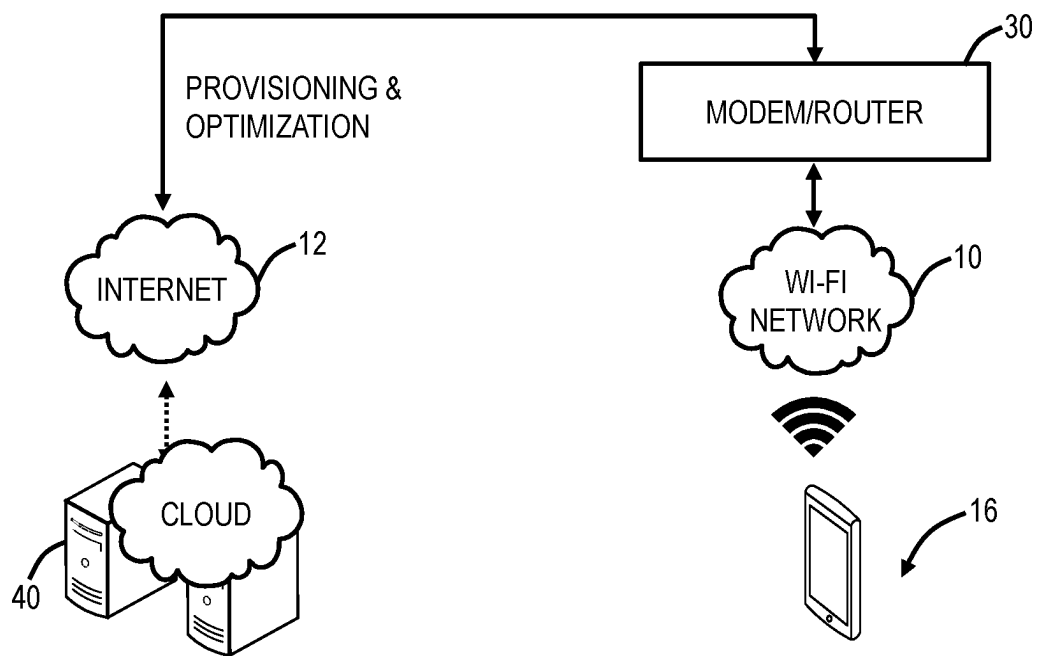 30
PROVISIONING &
OPTIMIZATION
MODEM/ROUTER
12
INTERNET
10
WI-FI
NETWORK
CLOUD
16
40